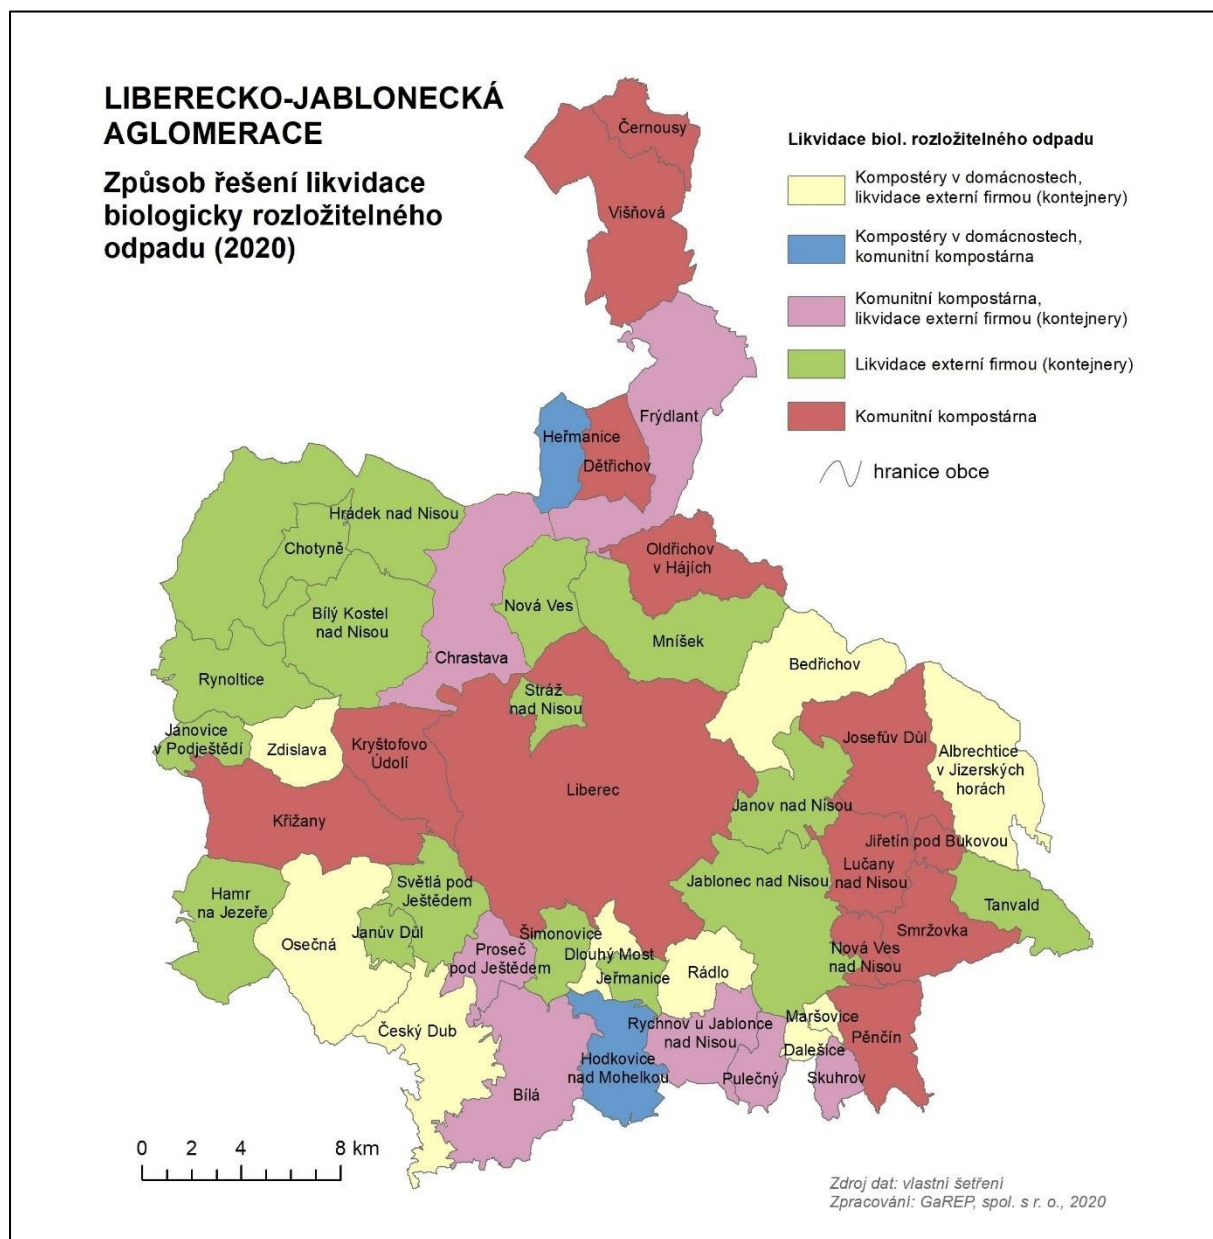 LIBERECKO-JABLONECKÁ
AGLOMERACE
Způsob řešení likvidace
biologicky rozložitelného
odpadu (2020)
Likvidace biol. rozložitelného odpadu
Kompostéry v domácnostech,
likvidace externí firmou (kontejnery)
Kompostéry v domácnostech,
komunitní kompostárna
Komunitní kompostárna,
likvidace externí firmou (kontejnery)
Likvidace externí firmou (kontejnery)
Komunitní kompostárna
hranice obce
Černousy
Višňová
Frýdlant
Heřmanice
Dětřichov
Hrádek nad Nisou
Chotyně
Oldřichov
v Hájích
Nová Ves
Bílý Kostel
nad Nisou
Mníšek
Chrastava
Bedřichov
Rynoltice
Stráž
nad Nisou
Janovice
v Podještědí
Zdislava
Kryštofovo
Údolí
Josefův Důl
Albrechtice
v Jizerských
horách
Liberec
Janov nad Nisou
Křižany
Jiřetín pod Bukovou
Lučany
nad Nisou
Hamr
na Jezeře
Světlá pod
Ještědem
Jablonec nad Nisou
Tanvald
Osečná
Janův Důl
Šimonovice
Smržovka
Proseč
pod Ještědem
Dlouhý Most
Jeřmanice
Rádlo
Nová Ves
nad Nisou
Český Dub
Rychnov u Jablonce
nad Nisou
Maršovice
Pěnčín
Dalešice
Hodkovice
nad Mohelkou
Pulečný
Skuhrov
Bílá
0 2 4 8 km
Zdroj dat: vlastní šetření
Zpracování: GaREP, spol. s r. o., 2020